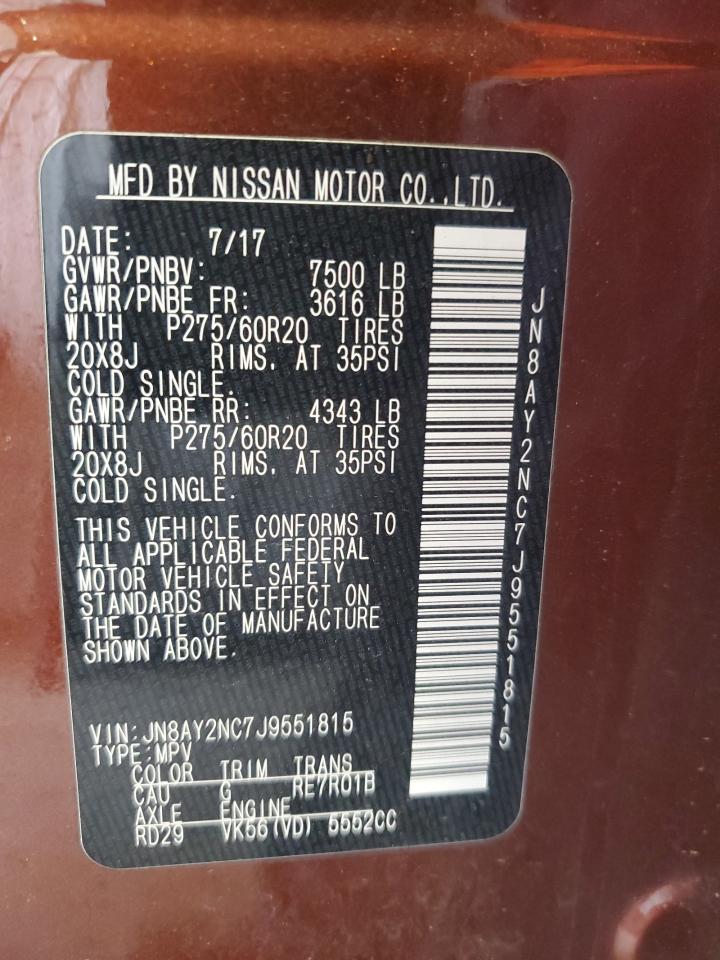 MFD BY NISSAN MOTOR CO.,LTD.
DATE: 7/17
GVWR/PNBV: 7500 LB
GAWR/PNBE FR: 3616 LB
WITH P275/60R20 TIRES
20X8J RIMS, AT 35PSI
COLD SINGLE.
GAWR/PNBE RR: 4343 LB
WITH P275/60R20 TIRES
20X8J RIMS, AT 35PSI
COLD SINGLE.
THIS VEHICLE CONFORMS TO
ALL APPLICABLE FEDERAL
MOTOR VEHICLE SAFETY
STANDARDS IN EFFECT ON
THE DATE OF MANUFACTURE
SHOWN ABOVE.
VIN:JN8AY2NC7J9551815
TYPE:MPV
COLOR TRIM TRANS
CAU G RE7R01B
AXLE ENGINE
RD29 VK56(VD) 5552CC
JN8AY2NC7J9551815